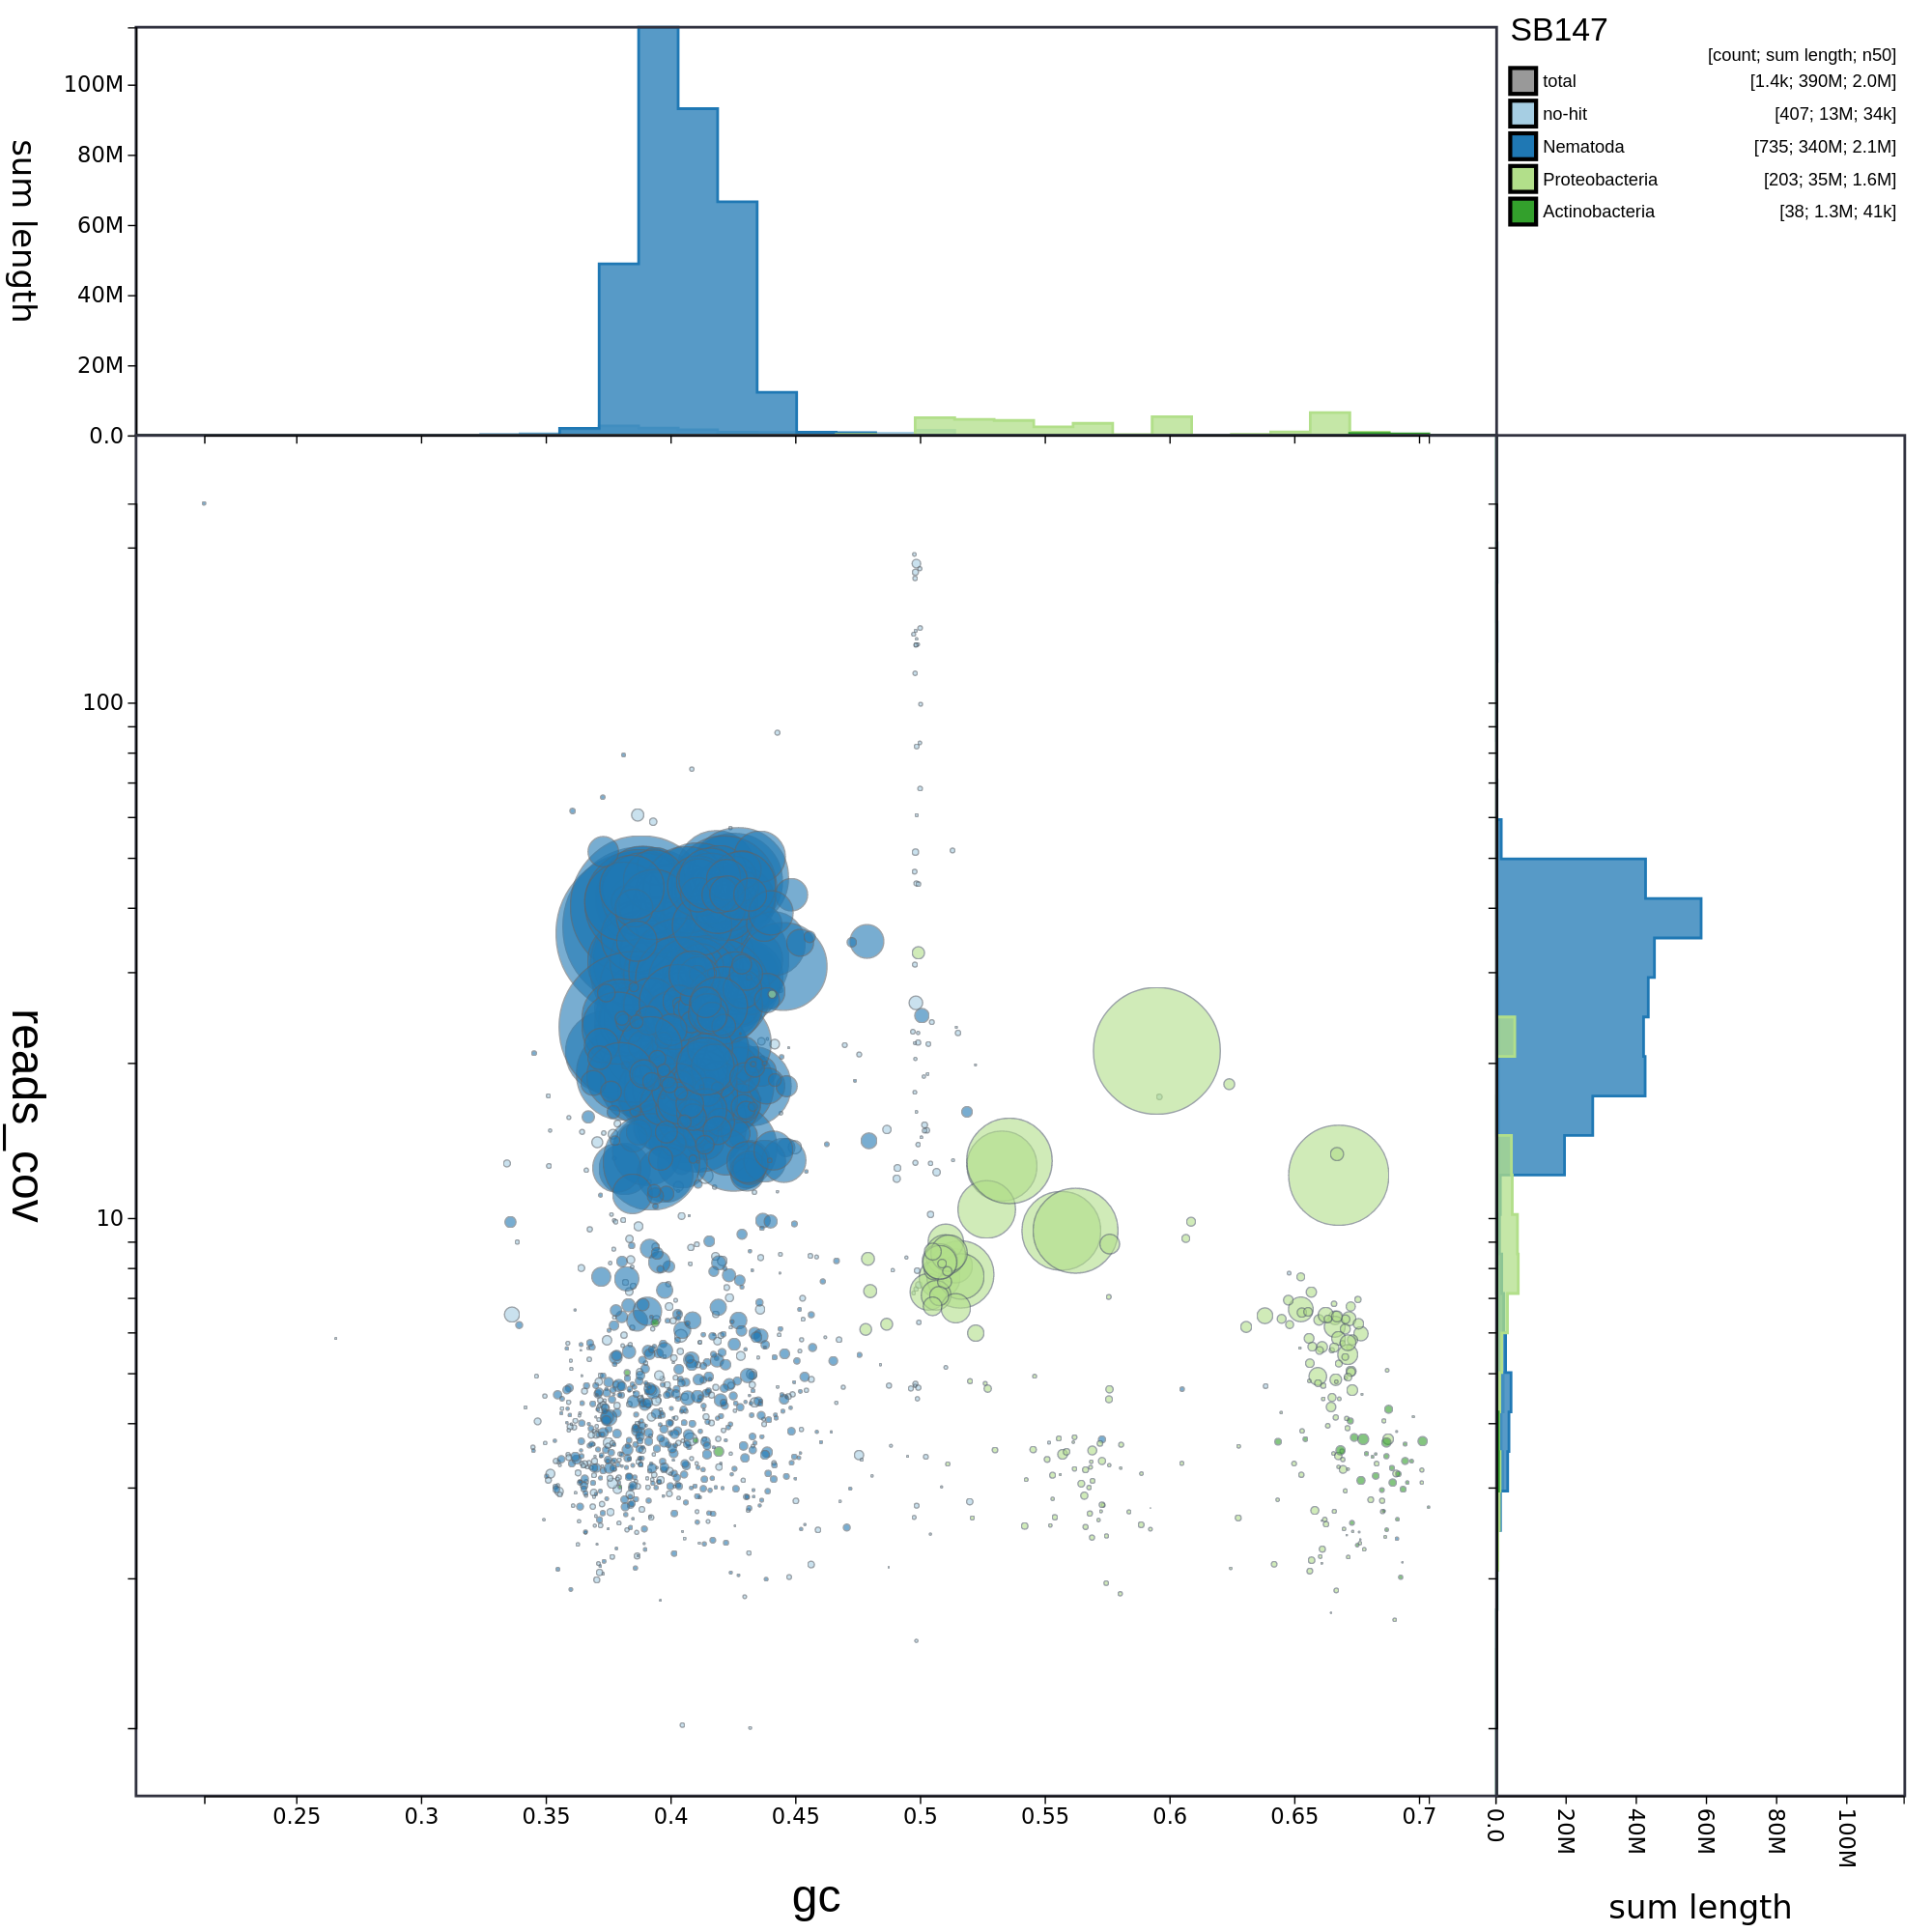 SB147
[count; sum length; n50]
total [1.4k; 390M; 2.0M]
no-hit [407; 13M; 34k]
Nematoda [735; 340M; 2.1M]
Proteobacteria [203; 35M; 1.6M]
Actinobacteria [38; 1.3M; 41k]
sum length
100M
80M
60M
40M
20M
0.0
reads_cov
100
10
0.25 0.3 0.35 0.4 0.45 0.5 0.55 0.6 0.65 0.7
gc
0.0 20M 40M 60M 80M 100M
sum length